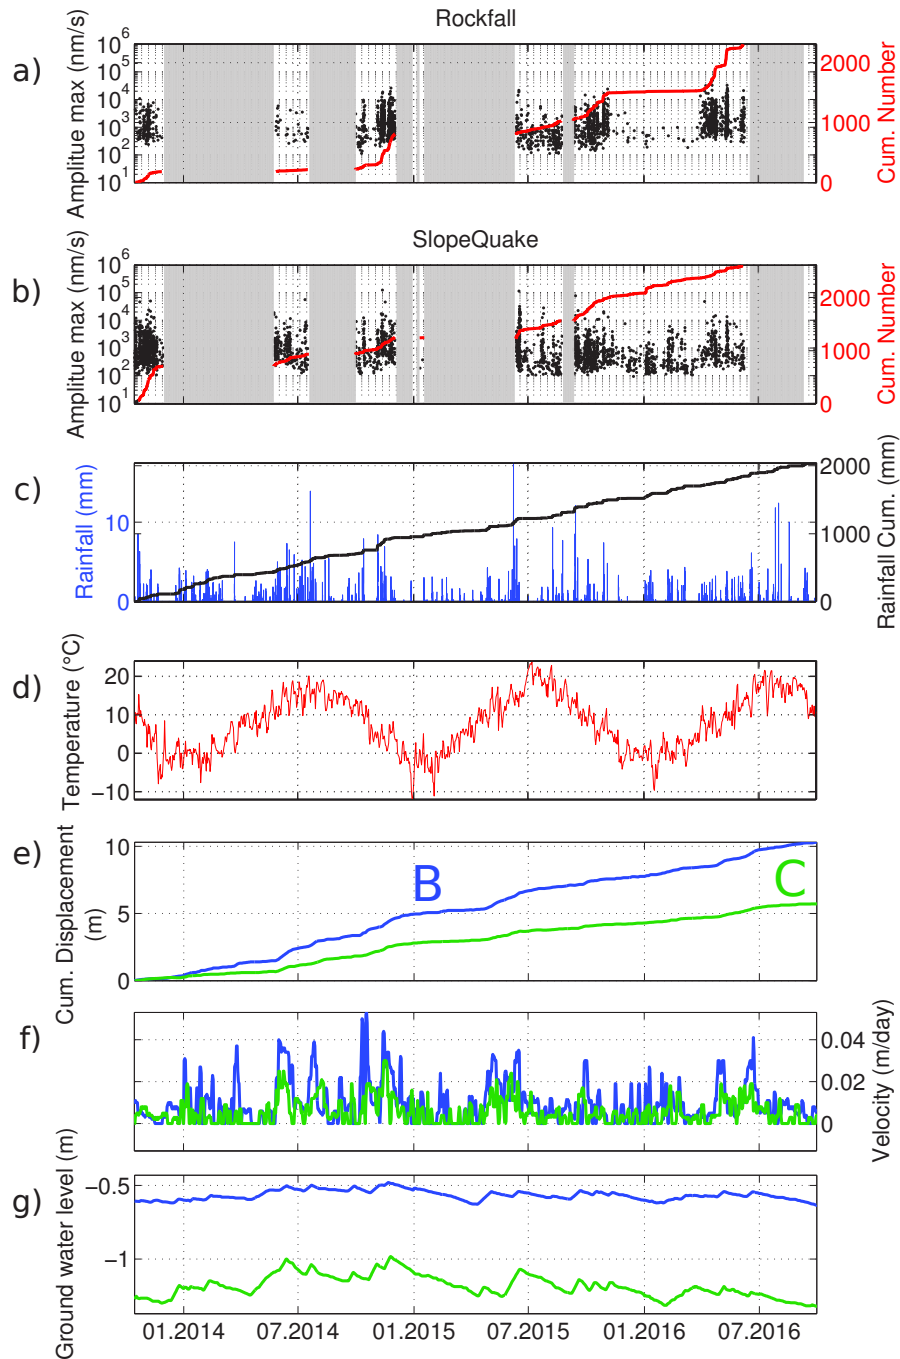 Rockfall
a)
Amplitue max (nm/s)
10^6
10^5
10^4
10^3
10^2
10^1
2000
1000
0
Cum. Number
SlopeQuake
b)
Amplitue max (nm/s)
10^6
10^5
10^4
10^3
10^2
10^1
2000
1000
0
Cum. Number
c)
Rainfall (mm)
10
0
2000
1000
0
Rainfall Cum. (mm)
d)
Temperature (°C)
20
10
0
−10
e)
Cum. Displacement
(m)
10
5
0
B
C
f)
0.04
0.02
0
Velocity (m/day)
g)
Ground water level (m)
−0.5
−1
01.2014 07.2014 01.2015 07.2015 01.2016 07.2016